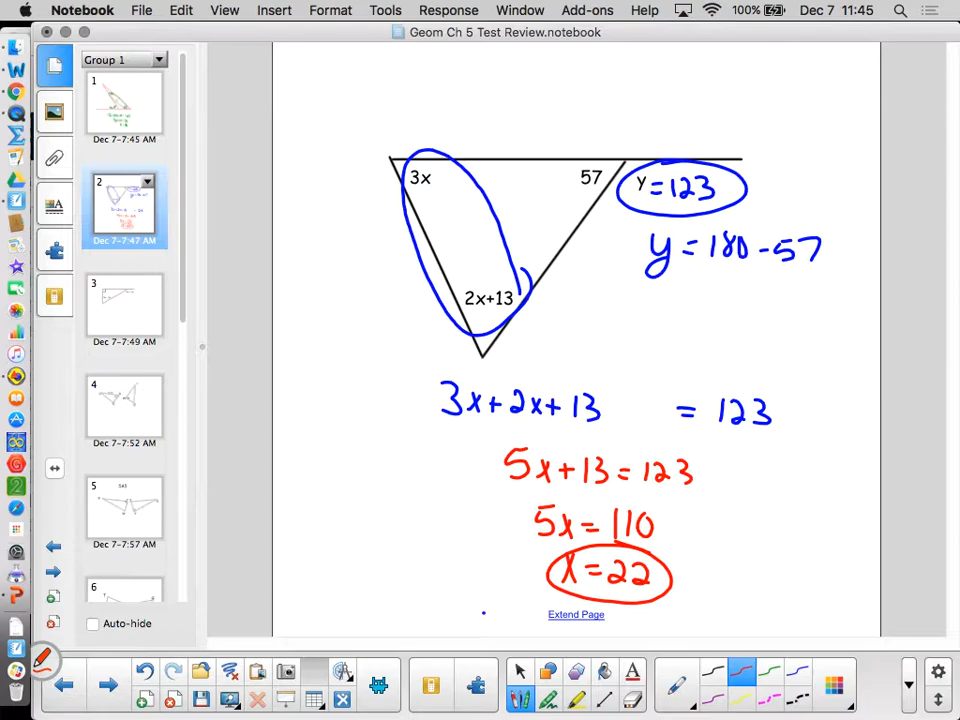 Notebook File Edit View Insert Format Tools Response Window Add-ons Help 100% Dec 7 11:45
Geom Ch 5 Test Review.notebook
Group 1
1
Dec 7-7:45 AM
2
Dec 7-7:47 AM
3
Dec 7-7:49 AM
4
Dec 7-7:52 AM
5
Dec 7-7:57 AM
6
Auto-hide
3x 57 y = 123
y = 180 - 57
2x+13
3x + 2x + 13 = 123
5x + 13 = 123
5x = 110
x = 22
Extend Page